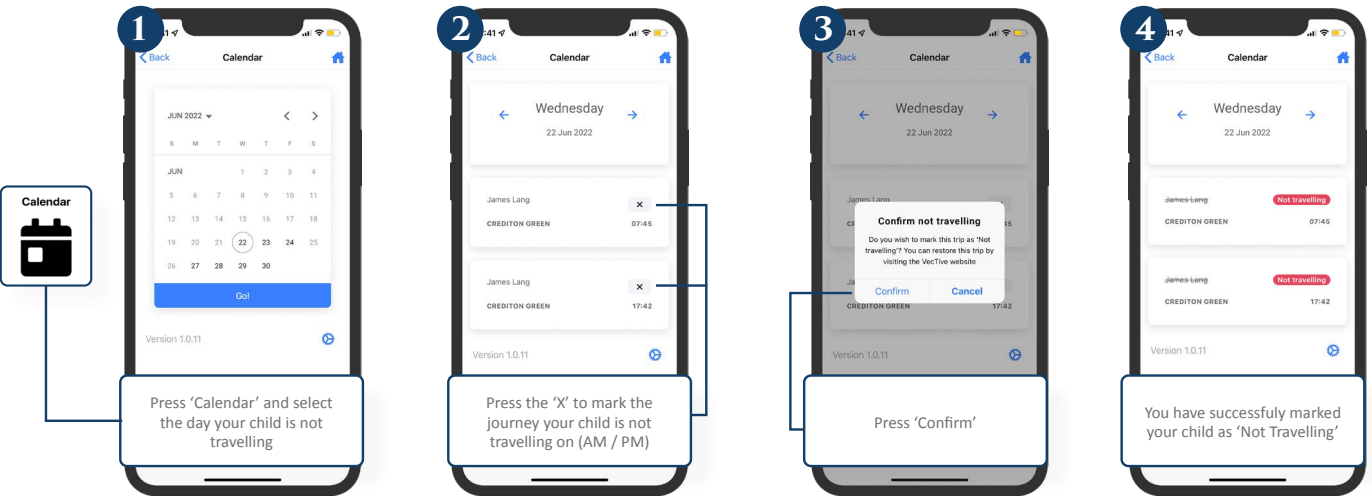 Calendar
1
:41
Back
Calendar
JUN 2022
S M T W T F S
JUN 1 2 3 4
5 6 7 8 9 10 11
12 13 14 15 16 17 18
19 20 21 22 23 24 25
26 27 28 29 30
Go!
Version 1.0.11
Press ‘Calendar’ and select
the day your child is not
travelling
2
:41
Back
Calendar
Wednesday
22 Jun 2022
James Lang
X
CREDITON GREEN 07:45
James Lang
X
CREDITON GREEN 17:42
Version 1.0.11
Press the ‘X’ to mark the
journey your child is not
travelling on (AM / PM)
3
41
Back
Calendar
Wednesday
22 Jun 2022
James Lang
Confirm not travelling
Do you wish to mark this trip as 'Not
travelling'? You can restore this trip by
visiting the VecTive website
Confirm Cancel
CREDITON GREEN 17:42
Version 1.0.11
Press ‘Confirm’
4
41
Back
Calendar
Wednesday
22 Jun 2022
James Lang Not travelling
CREDITON GREEN 07:45
James Lang Not travelling
CREDITON GREEN 17:42
Version 1.0.11
You have successfuly marked
your child as ‘Not Travelling’